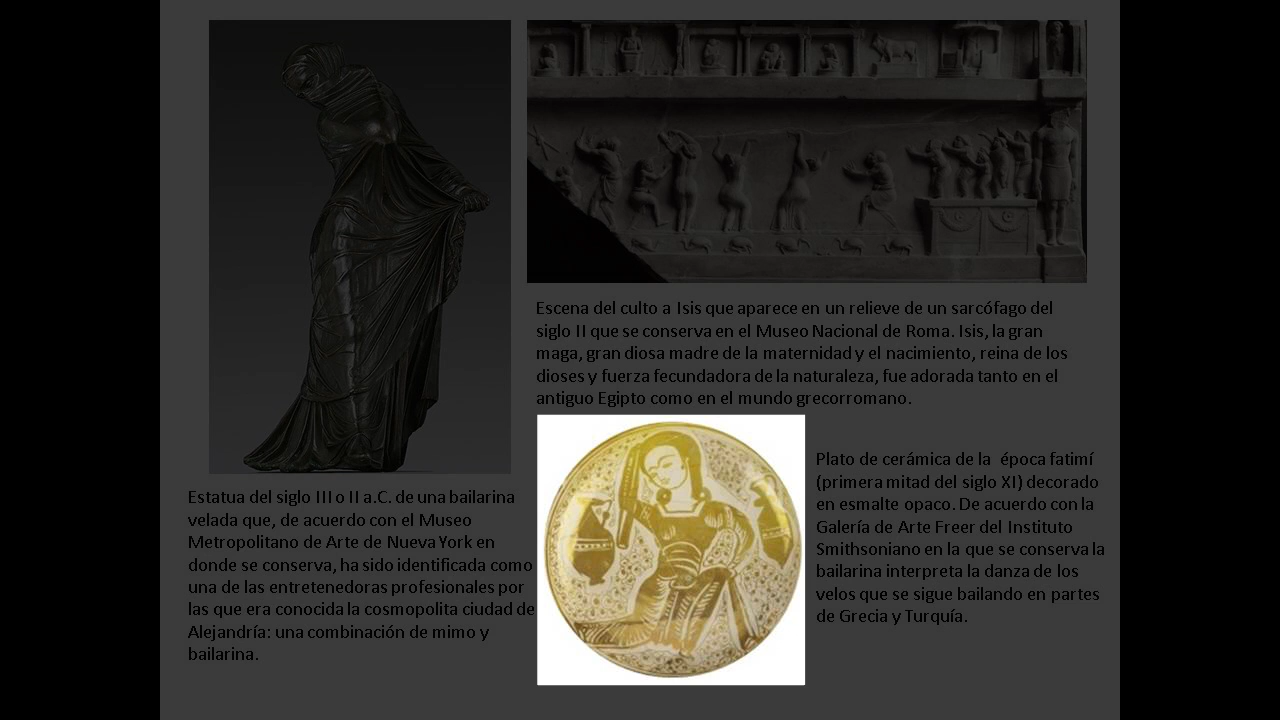 Escena del culto a Isis que aparece en un relieve de un sarcófago del
siglo II que se conserva en el Museo Nacional de Roma. Isis, la gran
maga, gran diosa madre de la maternidad y el nacimiento, reina de los
dioses y fuerza fecundadora de la naturaleza, fue adorada tanto en el
antiguo Egipto como en el mundo grecorromano.
Estatua del siglo III o II a.C. de una bailarina
velada que, de acuerdo con el Museo
Metropolitano de Arte de Nueva York en
donde se conserva, ha sido identificada como
una de las entretenedoras profesionales por
las que era conocida la cosmopolita ciudad de
Alejandría: una combinación de mimo y
bailarina.
Plato de cerámica de la época fatimí
(primera mitad del siglo XI) decorado
en esmalte opaco. De acuerdo con la
Galería de Arte Freer del Instituto
Smithsoniano en la que se conserva la
bailarina interpreta la danza de los
velos que se sigue bailando en partes
de Grecia y Turquía.